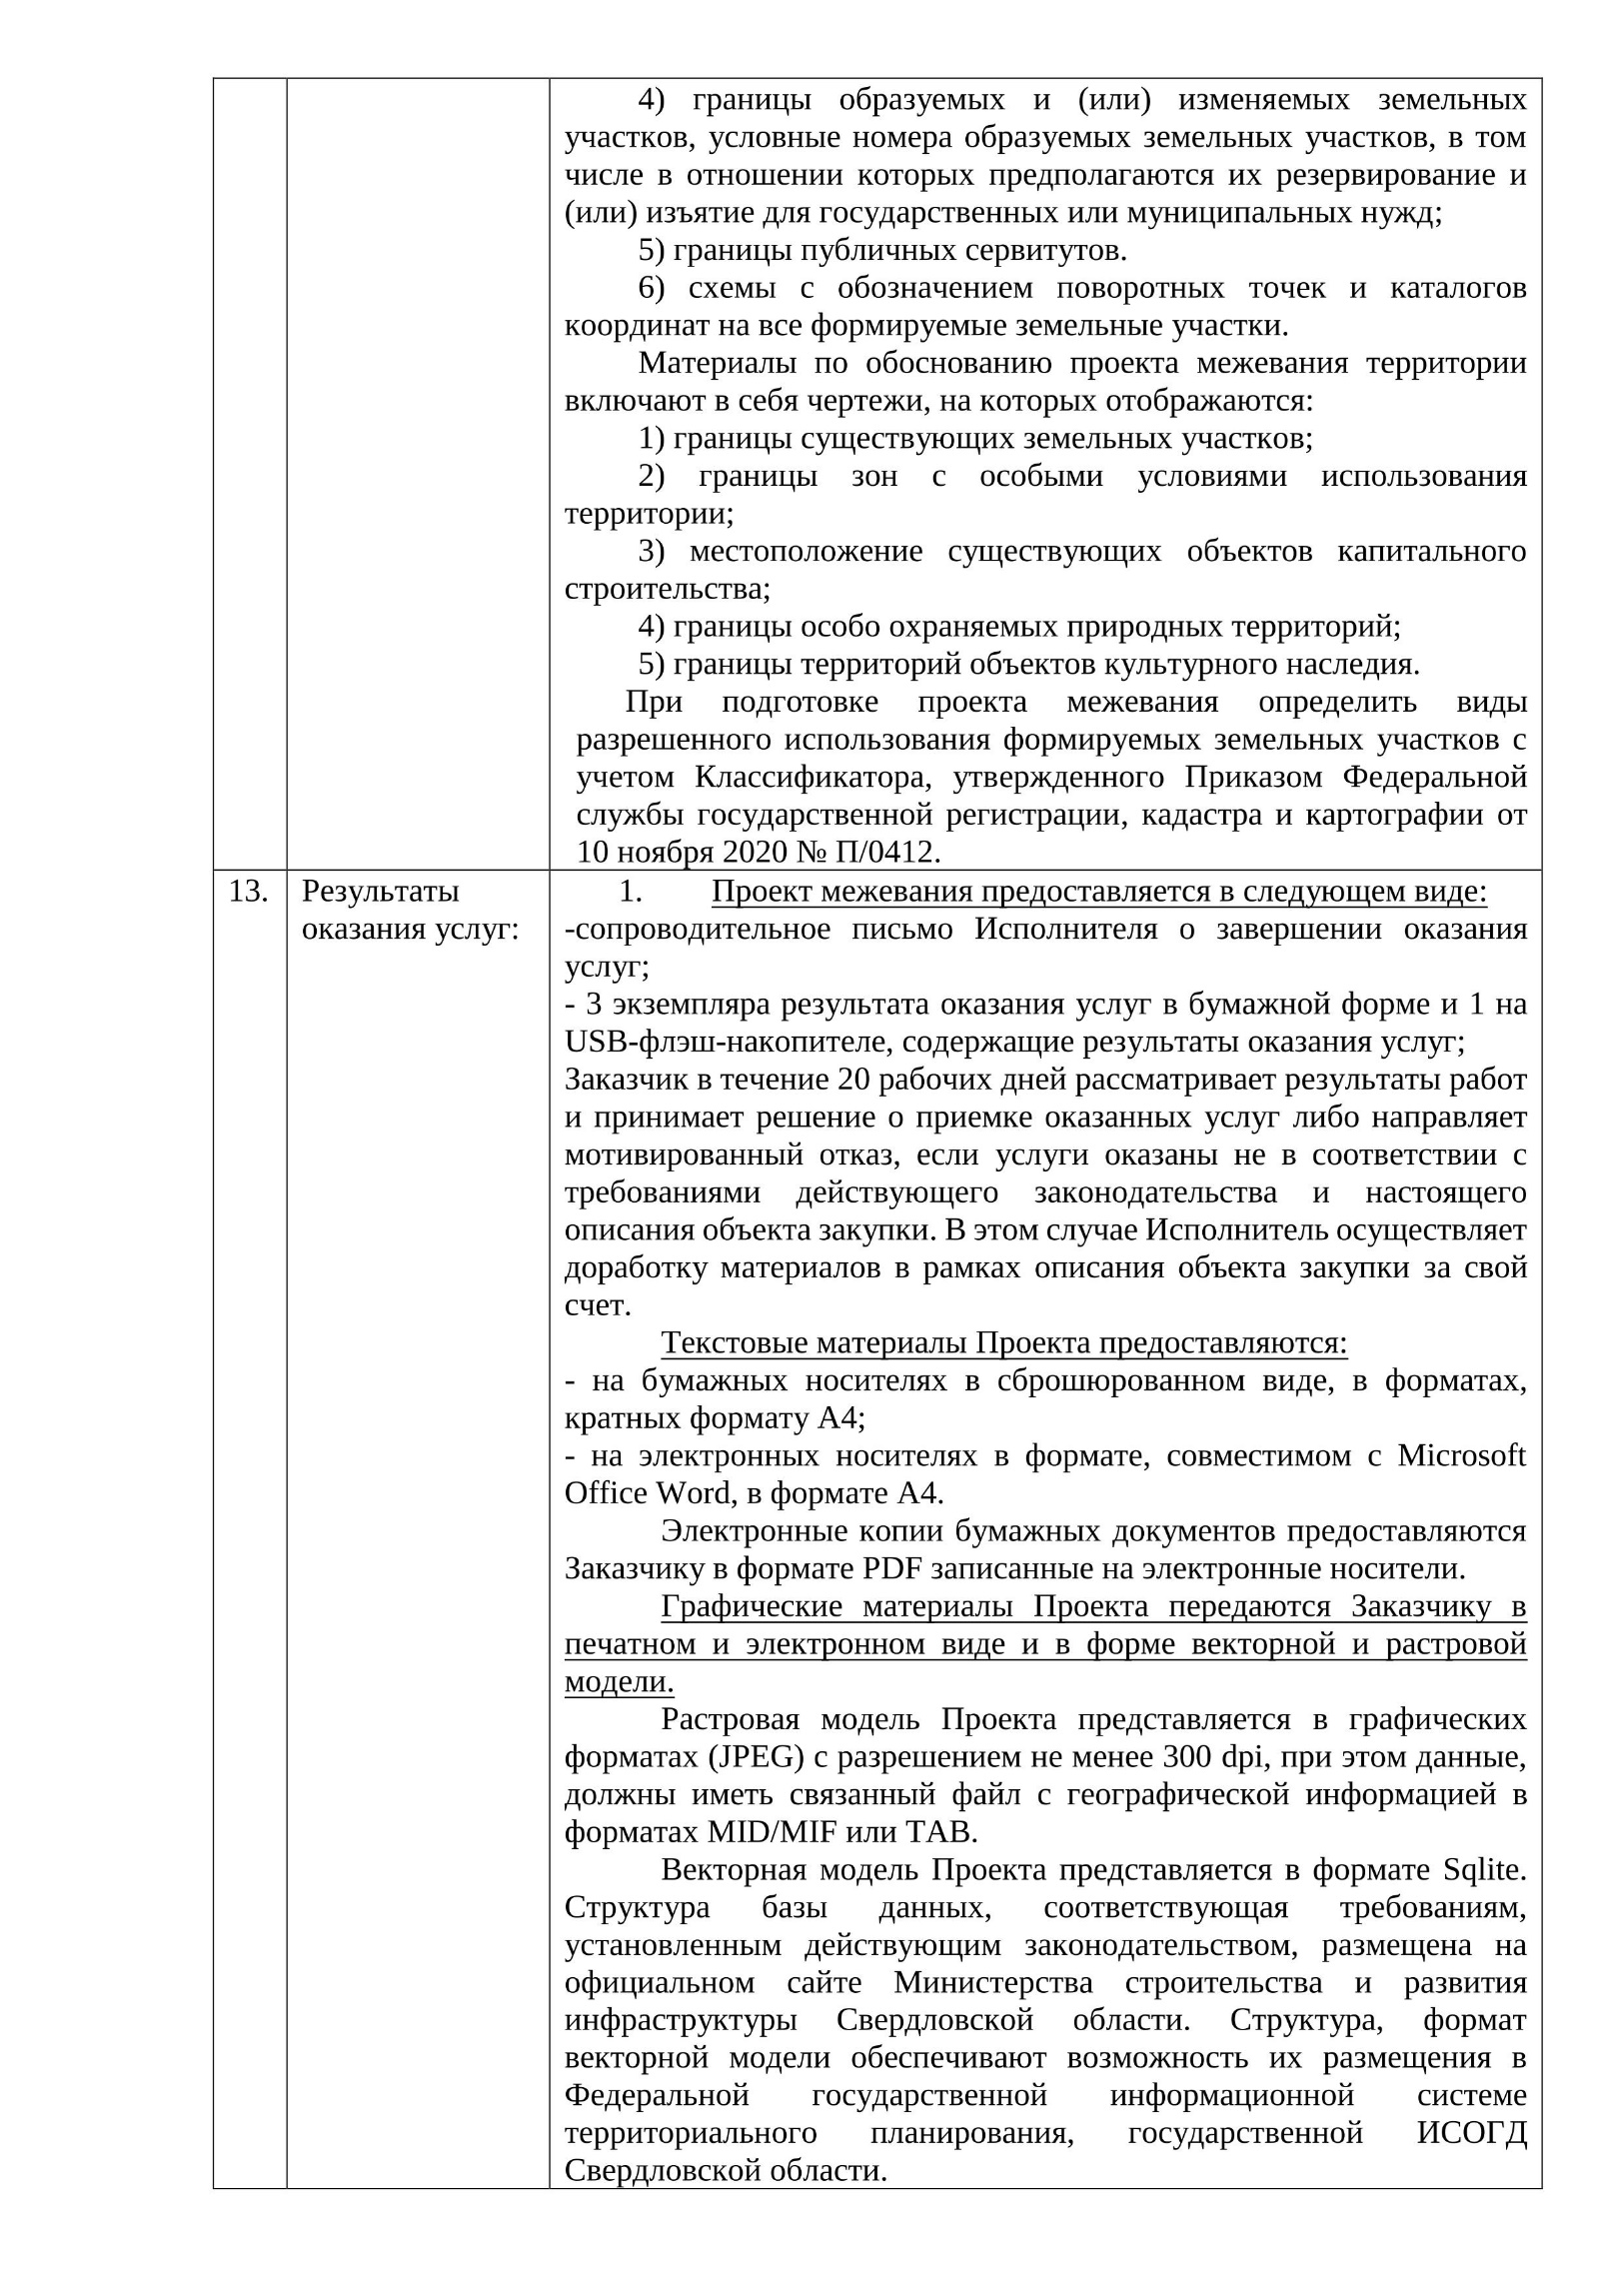 4) границы образуемых и (или) изменяемых земельных
участков, условные номера образуемых земельных участков, в том
числе в отношении которых предполагаются их резервирование и
(или) изъятие для государственных или муниципальных нужд;
5) границы публичных сервитутов.
6) схемы с обозначением поворотных точек и каталогов
координат на все формируемые земельные участки.
Материалы по обоснованию проекта межевания территории
включают в себя чертежи, на которых отображаются:
1) границы существующих земельных участков;
2) границы зон с особыми условиями использования
территории;
3) местоположение существующих объектов капитального
строительства;
4) границы особо охраняемых природных территорий;
5) границы территорий объектов культурного наследия.
При подготовке проекта межевания определить виды
разрешенного использования формируемых земельных участков с
учетом Классификатора, утвержденного Приказом Федеральной
службы государственной регистрации, кадастра и картографии от
10 ноября 2020 № П/0412.
13. Результаты
оказания услуг:
1. Проект межевания предоставляется в следующем виде:
-сопроводительное письмо Исполнителя о завершении оказания
услуг;
- 3 экземпляра результата оказания услуг в бумажной форме и 1 на
USB-флэш-накопителе, содержащие результаты оказания услуг;
Заказчик в течение 20 рабочих дней рассматривает результаты работ
и принимает решение о приемке оказанных услуг либо направляет
мотивированный отказ, если услуги оказаны не в соответствии с
требованиями действующего законодательства и настоящего
описания объекта закупки. В этом случае Исполнитель осуществляет
доработку материалов в рамках описания объекта закупки за свой
счет.
Текстовые материалы Проекта предоставляются:
- на бумажных носителях в сброшюрованном виде, в форматах,
кратных формату А4;
- на электронных носителях в формате, совместимом с Microsoft
Office Word, в формате А4.
Электронные копии бумажных документов предоставляются
Заказчику в формате PDF записанные на электронные носители.
Графические материалы Проекта передаются Заказчику в
печатном и электронном виде и в форме векторной и растровой
модели.
Растровая модель Проекта представляется в графических
форматах (JPEG) с разрешением не менее 300 dpi, при этом данные,
должны иметь связанный файл с географической информацией в
форматах MID/MIF или TAB.
Векторная модель Проекта представляется в формате Sqlite.
Структура базы данных, соответствующая требованиям,
установленным действующим законодательством, размещена на
официальном сайте Министерства строительства и развития
инфраструктуры Свердловской области. Структура, формат
векторной модели обеспечивают возможность их размещения в
Федеральной государственной информационной системе
территориального планирования, государственной ИСОГД
Свердловской области.